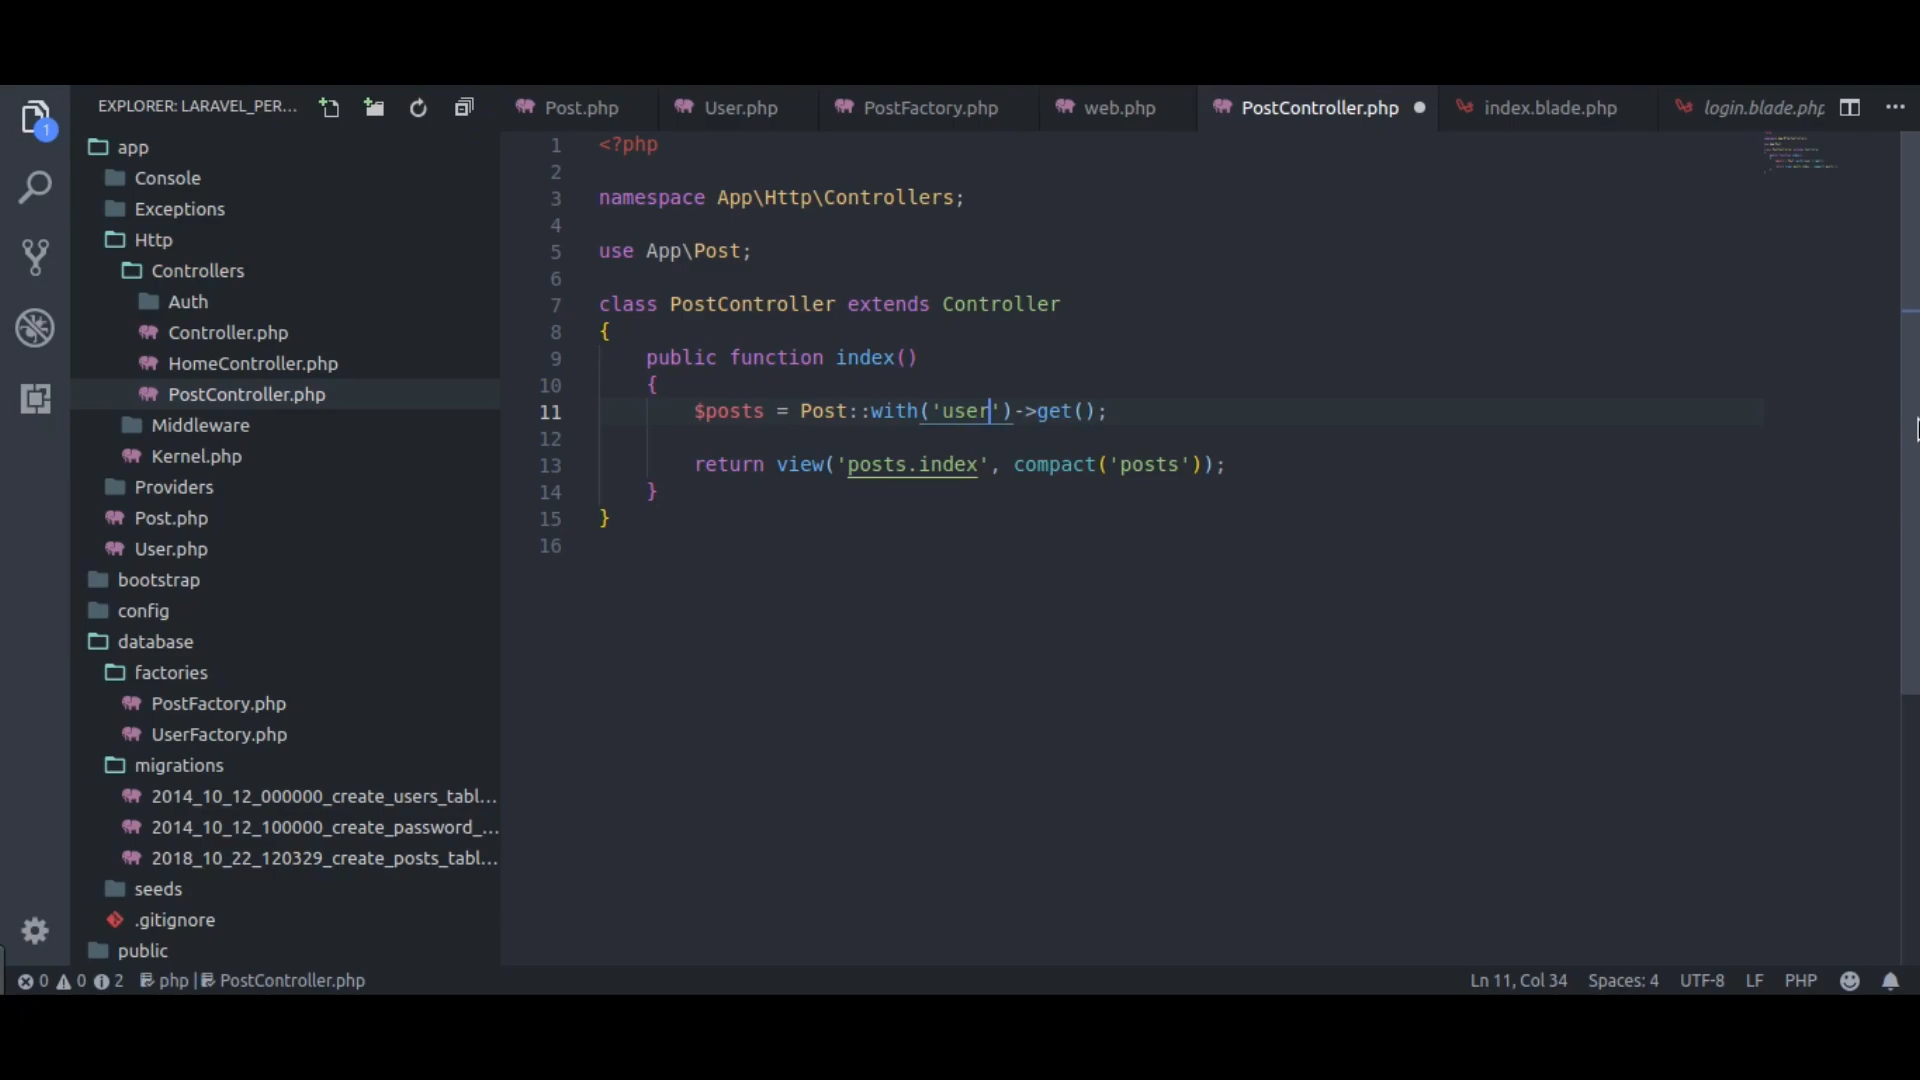 EXPLORER: LARAVEL_PER...
app
Console
Exceptions
Http
Controllers
Auth
Controller.php
HomeController.php
PostController.php
Middleware
Kernel.php
Providers
Post.php
User.php
bootstrap
config
database
factories
PostFactory.php
UserFactory.php
migrations
2014_10_12_000000_create_users_tabl...
2014_10_12_100000_create_password_...
2018_10_22_120329_create_posts_tabl...
seeds
.gitignore
public
Post.php User.php PostFactory.php web.php PostController.php index.blade.php login.blade.php
1 <?php
2
3 namespace App\Http\Controllers;
4
5 use App\Post;
6
7 class PostController extends Controller
8 {
9 public function index()
10 {
11 $posts = Post::with('user')->get();
12
13 return view('posts.index', compact('posts'));
14 }
15 }
16
1
0 0 2 php | PostController.php Ln 11, Col 34 Spaces: 4 UTF-8 LF PHP